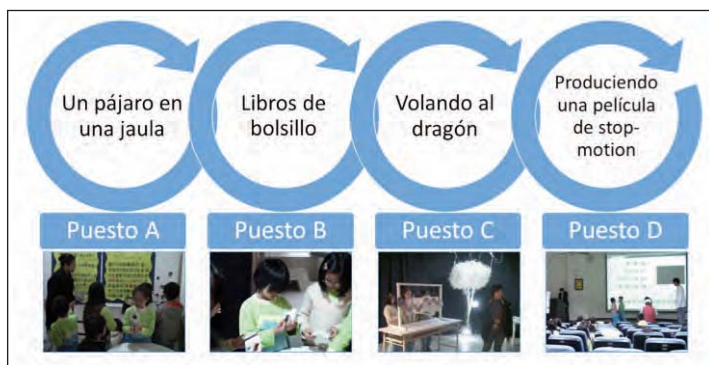 Un pájaro en
una jaula
Libros de
bolsillo
Volando al
dragón
Produciendo
una película
de stop-
motion
Puesto A
Puesto B
Puesto C
Puesto D